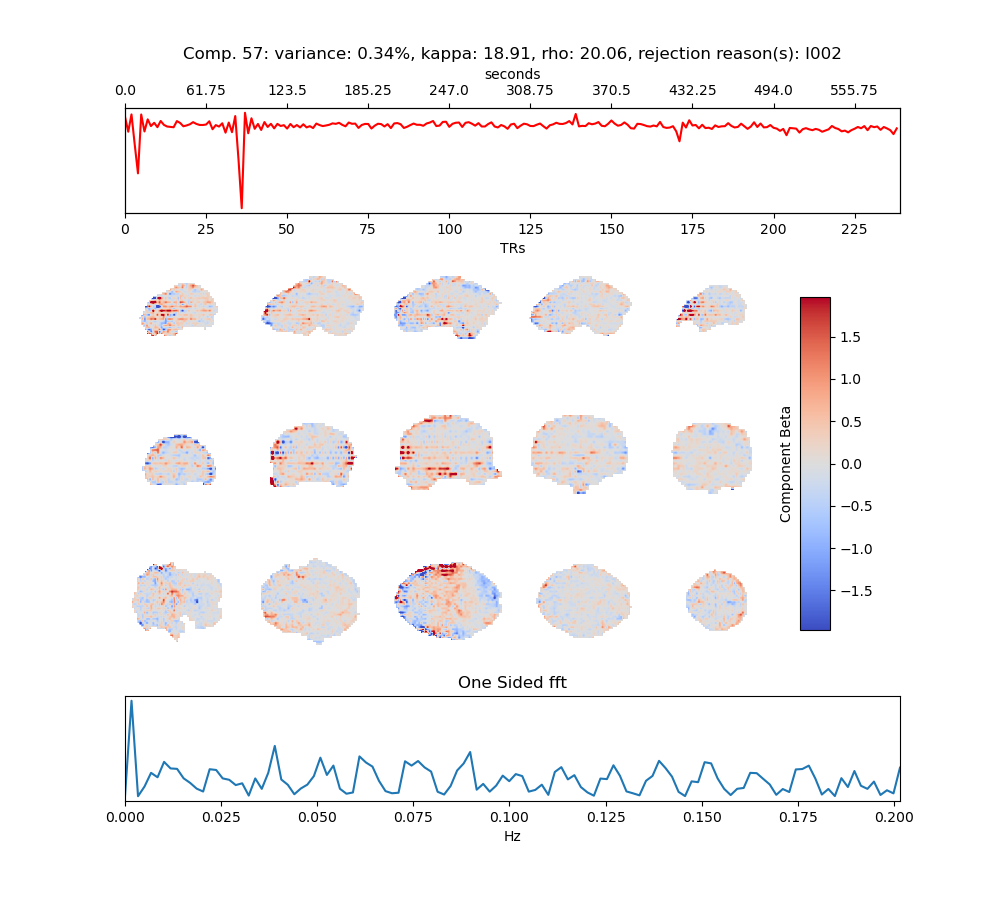 Comp. 57: variance: 0.34%, kappa: 18.91, rho: 20.06, rejection reason(s): I002
seconds
0.0 61.75 123.5 185.25 247.0 308.75 370.5 432.25 494.0 555.75
0 25 50 75 100 125 150 175 200 225
TRs
1.5
1.0
0.5
0.0
−0.5
−1.0
−1.5
Component Beta
One Sided fft
0.000 0.025 0.050 0.075 0.100 0.125 0.150 0.175 0.200
Hz